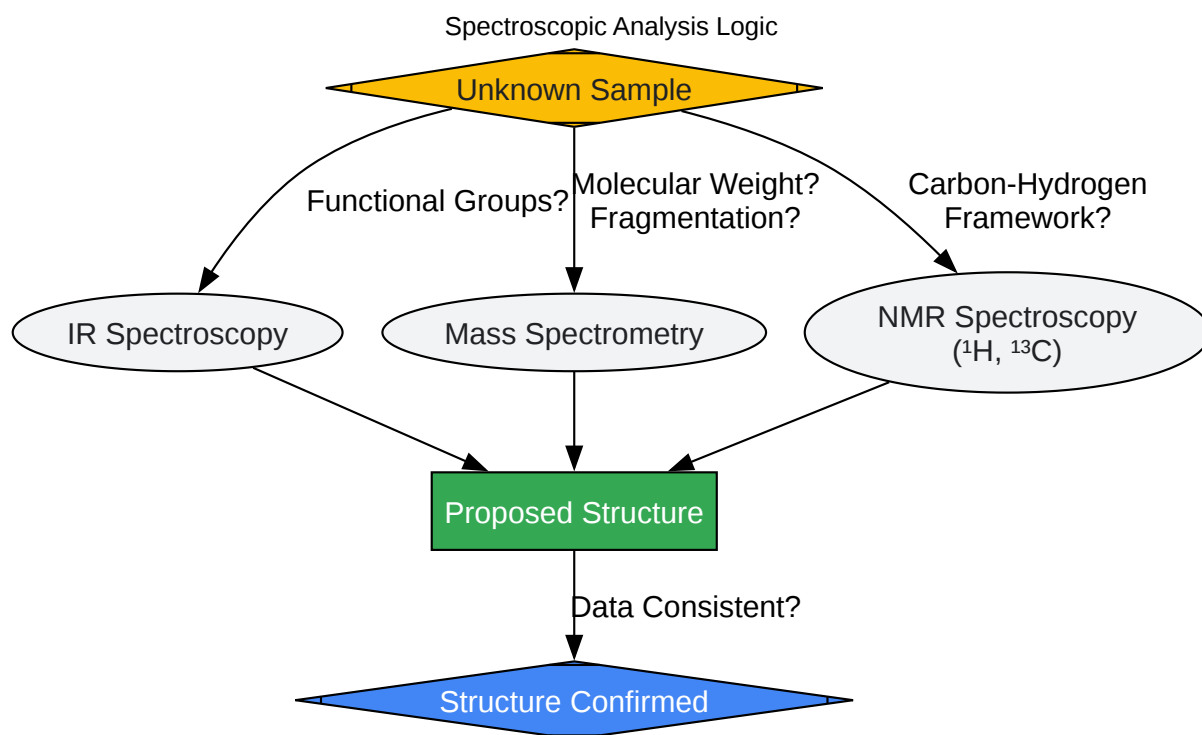 Spectroscopic Analysis Logic
Unknown Sample
Functional Groups?
Molecular Weight?
Fragmentation?
Carbon-Hydrogen
Framework?
IR Spectroscopy
Mass Spectrometry
NMR Spectroscopy
(¹H, ¹³C)
Proposed Structure
Data Consistent?
Structure Confirmed